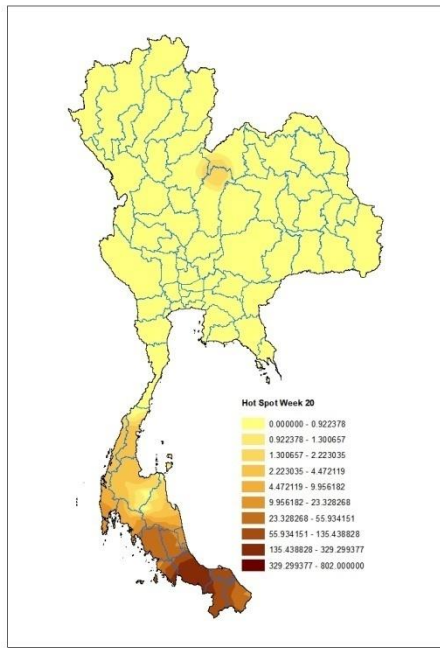 Hot Spot Week 20
0.000000 - 0.922378
0.922378 - 1.300657
1.300657 - 2.223035
2.223035 - 4.472119
4.472119 - 9.956182
9.956182 - 23.328268
23.328268 - 55.934151
55.934151 - 135.438828
135.438828 - 329.299377
329.299377 - 802.000000